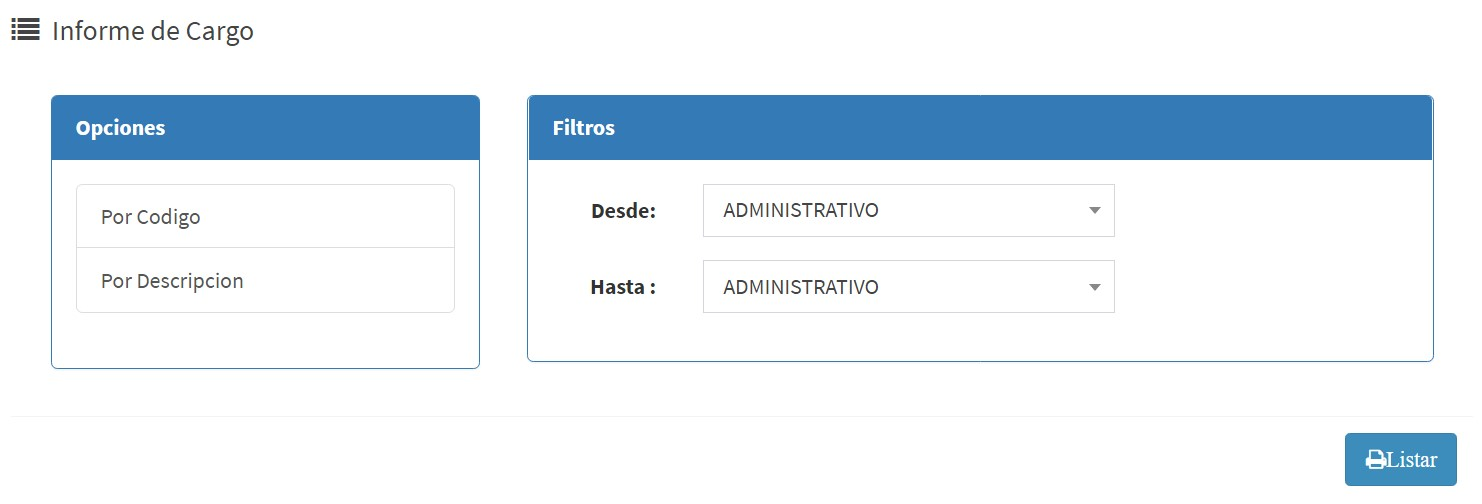 Informe de Cargo
Opciones
Por Codigo
Por Descripcion
Filtros
Desde: ADMINISTRATIVO
Hasta : ADMINISTRATIVO
Listar